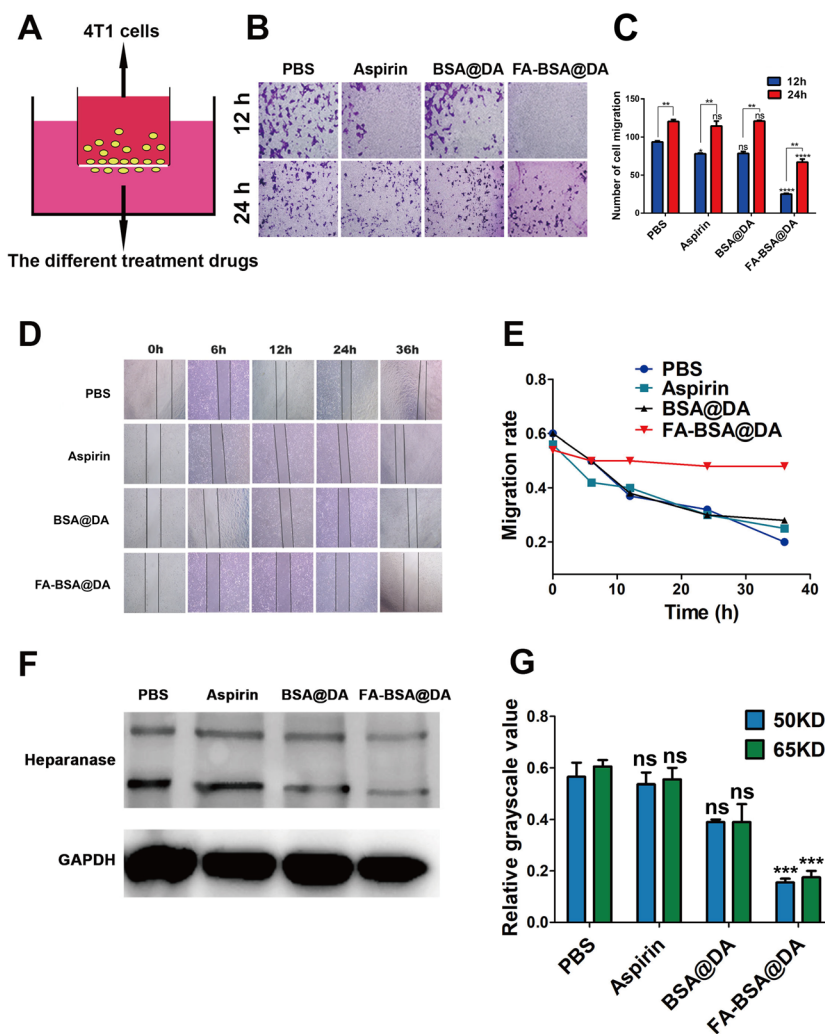 A
4T1 cells
The different treatment drugs
B
PBS Aspirin BSA@DA FA-BSA@DA
12 h
24 h
C
12h
24h
Number of cell migration
150
100
50
0
** ** ** **
* ns ns ns **** ****
PBS Aspirin BSA@DA FA-BSA@DA
D
0h 6h 12h 24h 36h
PBS
Aspirin
BSA@DA
FA-BSA@DA
E
PBS
Aspirin
BSA@DA
FA-BSA@DA
Migration rate
0.8
0.6
0.4
0.2
0 10 20 30 40
Time (h)
F
PBS Aspirin BSA@DA FA-BSA@DA
Heparanase
GAPDH
G
50KD
65KD
Relative grayscale value
0.8
0.6
0.4
0.2
0.0
ns ns
ns ns
*** ***
PBS Aspirin BSA@DA FA-BSA@DA